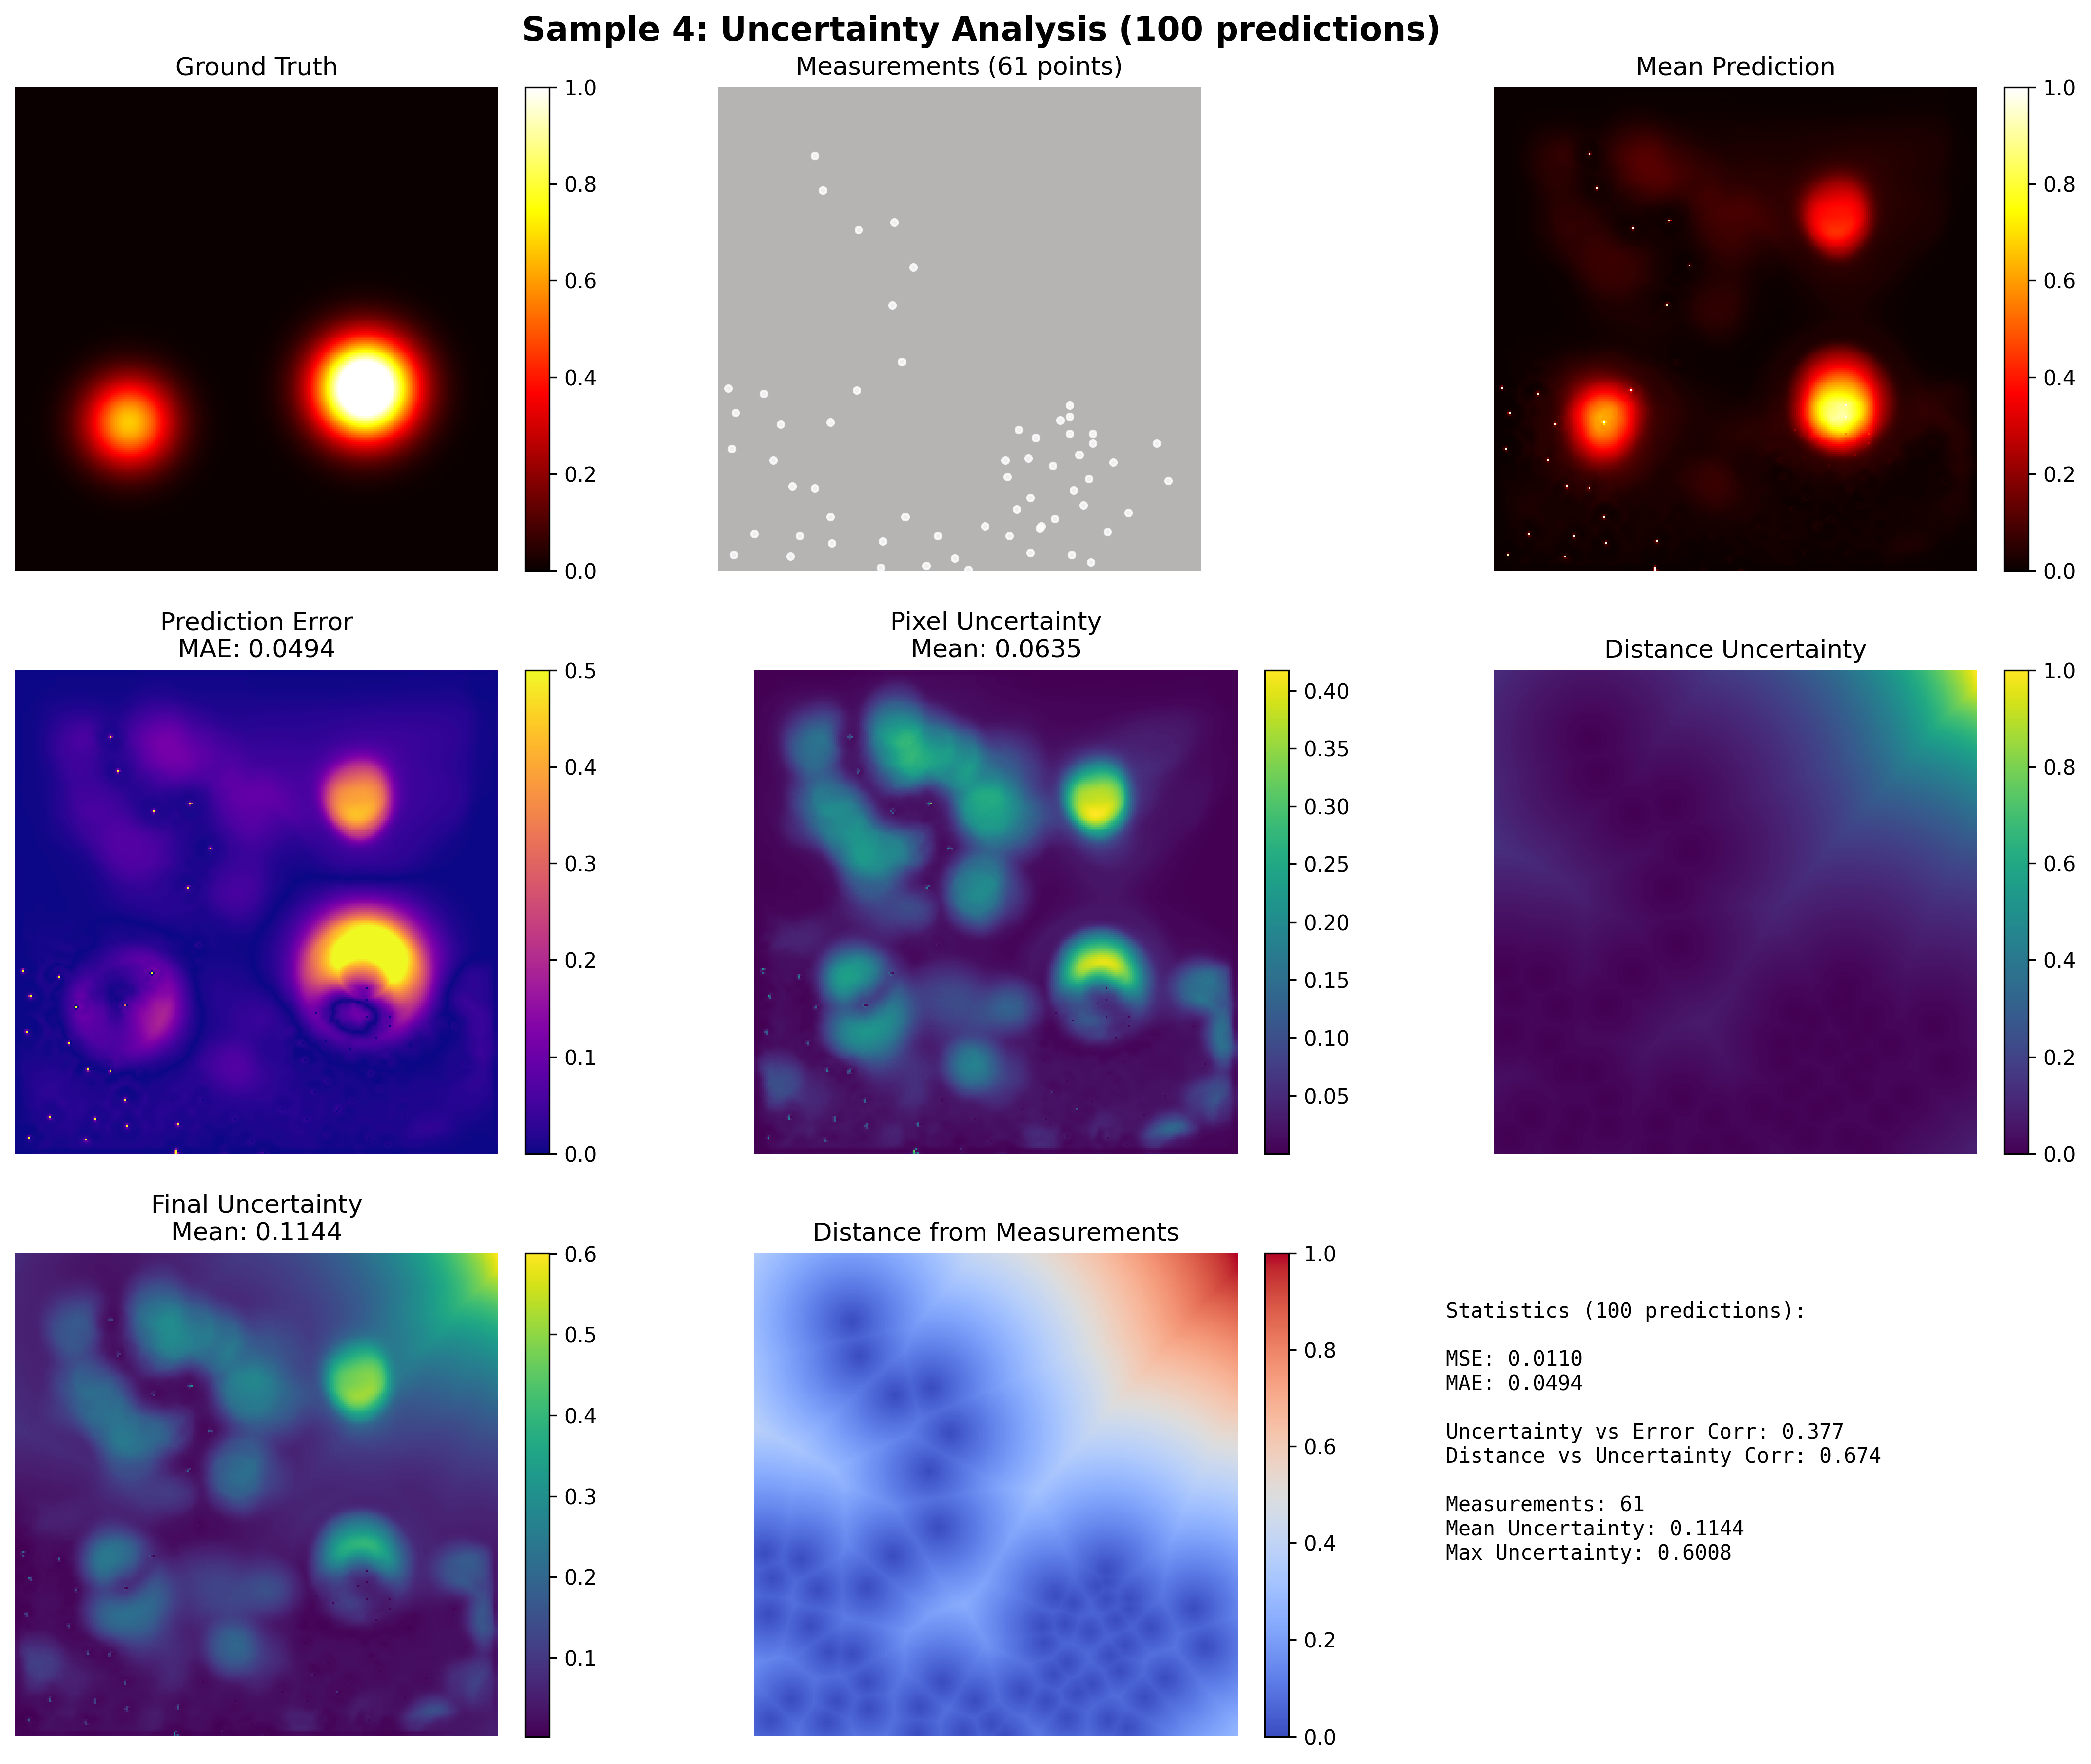 Sample 4: Uncertainty Analysis (100 predictions)
Ground Truth
1.0
0.8
0.6
0.4
0.2
0.0
Measurements (61 points)
Mean Prediction
1.0
0.8
0.6
0.4
0.2
0.0
Prediction Error
MAE: 0.0494
0.5
0.4
0.3
0.2
0.1
0.0
Pixel Uncertainty
Mean: 0.0635
0.40
0.35
0.30
0.25
0.20
0.15
0.10
0.05
Distance Uncertainty
1.0
0.8
0.6
0.4
0.2
0.0
Final Uncertainty
Mean: 0.1144
0.6
0.5
0.4
0.3
0.2
0.1
Distance from Measurements
1.0
0.8
0.6
0.4
0.2
0.0
Statistics (100 predictions):
MSE: 0.0110
MAE: 0.0494
Uncertainty vs Error Corr: 0.377
Distance vs Uncertainty Corr: 0.674
Measurements: 61
Mean Uncertainty: 0.1144
Max Uncertainty: 0.6008